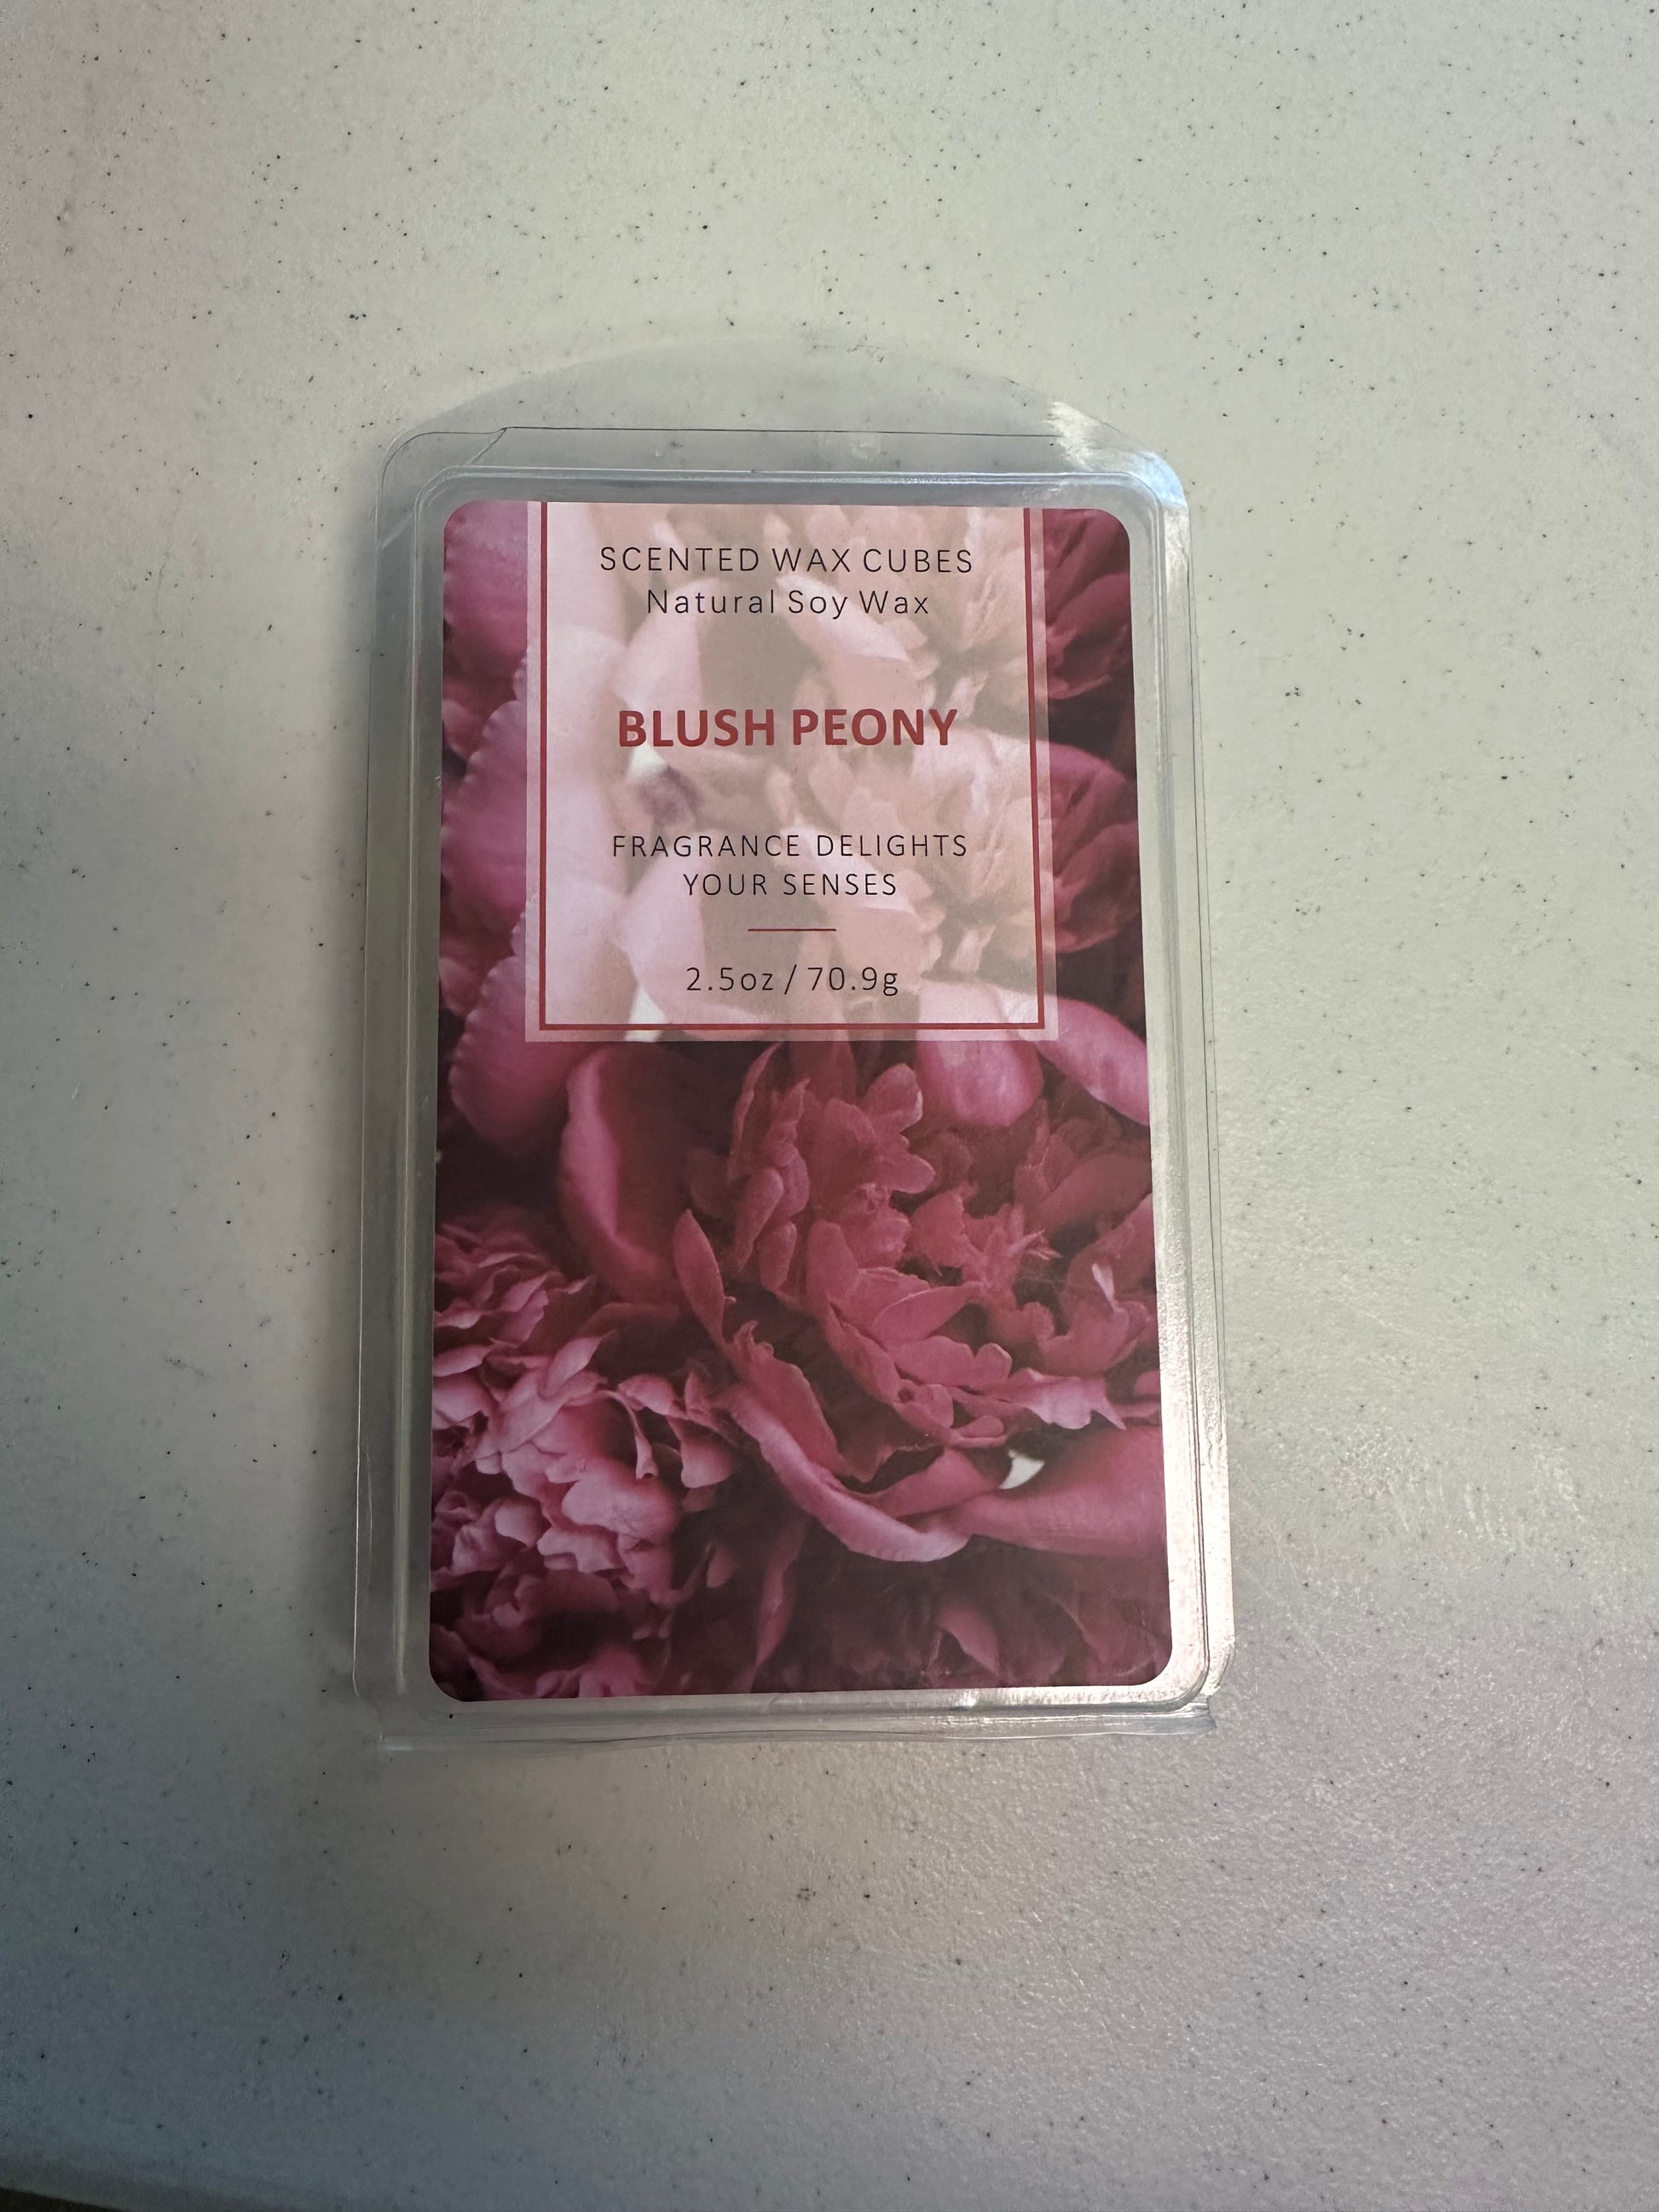 SCENTED WAX CUBES
Natural Soy Wax
BLUSH PEONY
FRAGRANCE DELIGHTS
YOUR SENSES
2.5oz / 70.9g